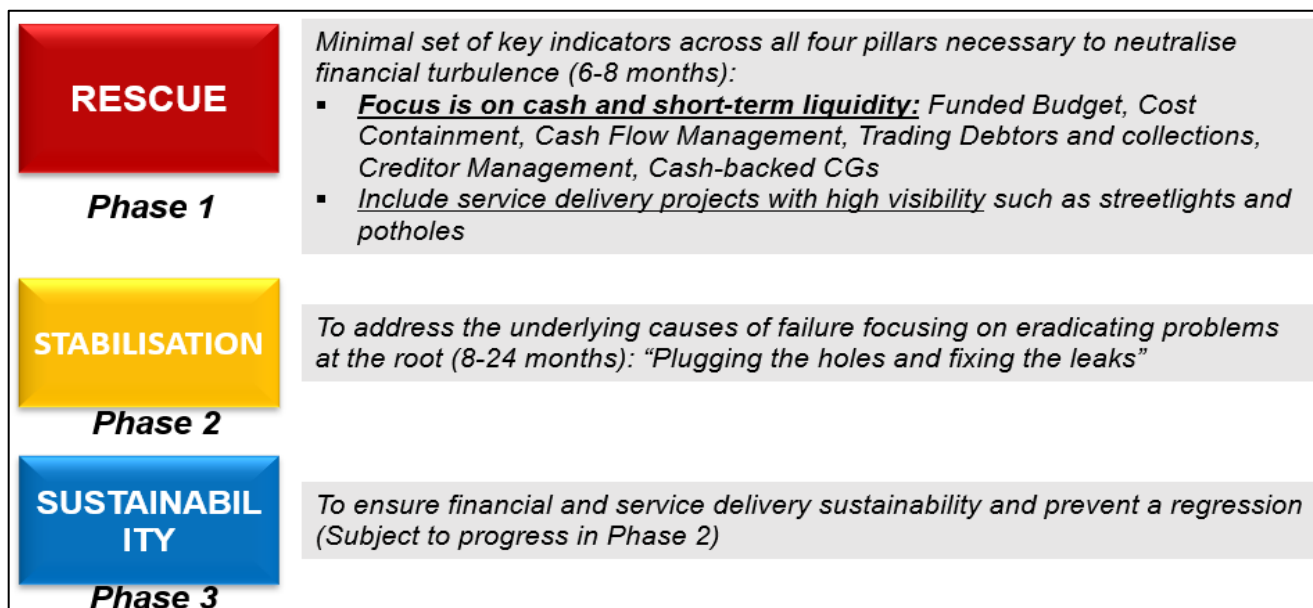 RESCUE
Phase 1
Minimal set of key indicators across all four pillars necessary to neutralise
financial turbulence (6-8 months):
▪ Focus is on cash and short-term liquidity: Funded Budget, Cost
Containment, Cash Flow Management, Trading Debtors and collections,
Creditor Management, Cash-backed CGs
▪ Include service delivery projects with high visibility such as streetlights and
potholes
STABILISATION
Phase 2
To address the underlying causes of failure focusing on eradicating problems
at the root (8-24 months): “Plugging the holes and fixing the leaks”
SUSTAINABIL
ITY
Phase 3
To ensure financial and service delivery sustainability and prevent a regression
(Subject to progress in Phase 2)